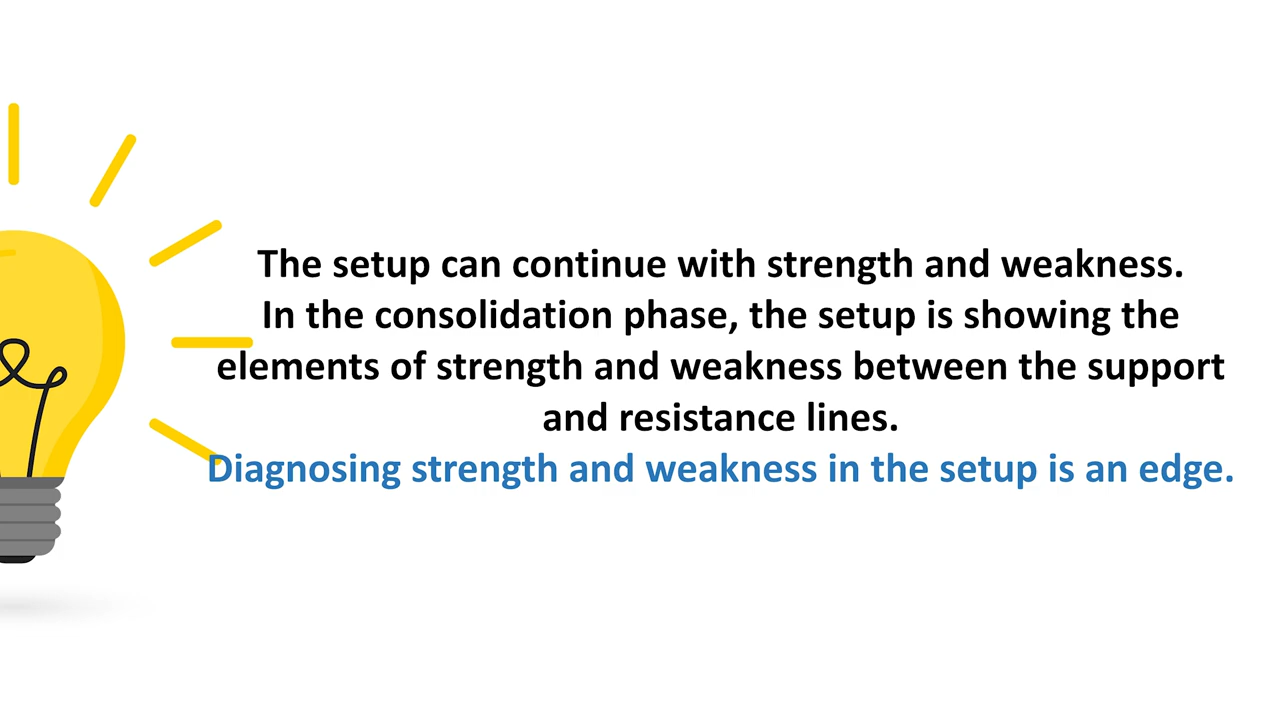 The setup can continue with strength and weakness.
In the consolidation phase, the setup is showing the
elements of strength and weakness between the support
and resistance lines.
Diagnosing strength and weakness in the setup is an edge.